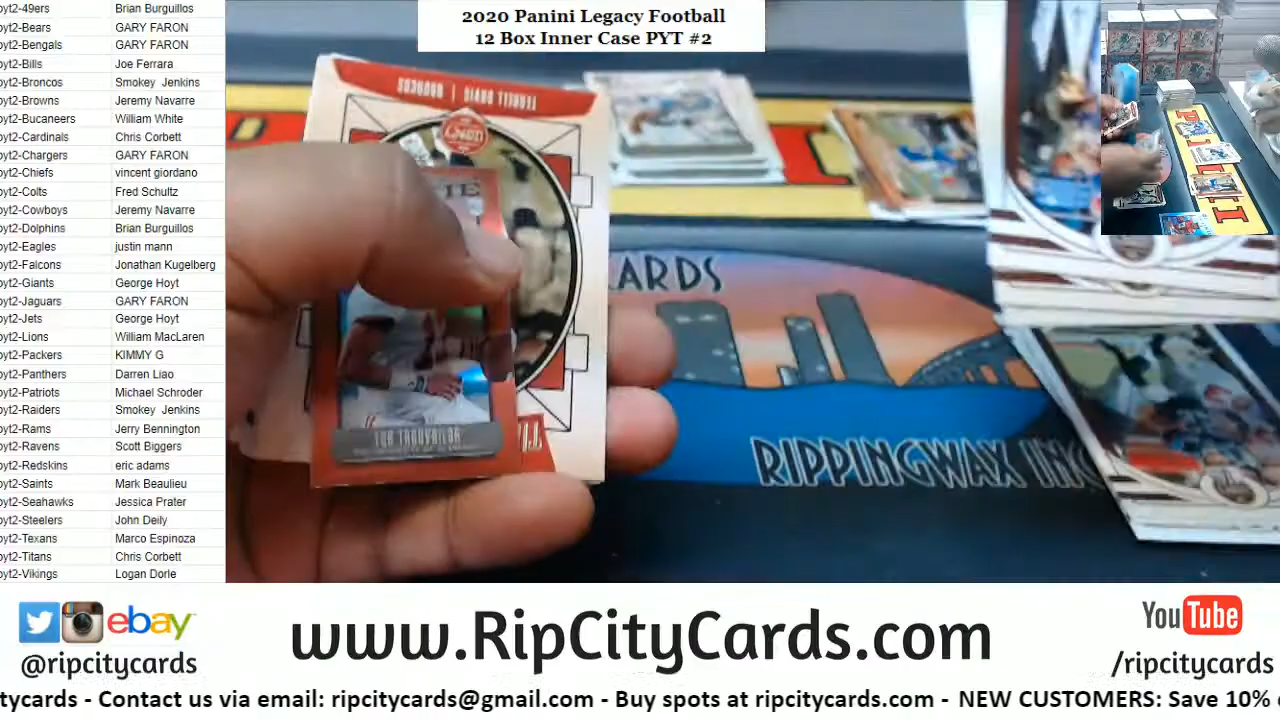 2020 Panini Legacy Football
12 Box Inner Case PYT #2
pyt2-49ers Brian Burguillos
pyt2-Bears GARY FARON
pyt2-Bengals GARY FARON
pyt2-Bills Joe Ferrara
pyt2-Broncos Smokey Jenkins
pyt2-Browns Jeremy Navarre
pyt2-Bucaneers William White
pyt2-Cardinals Chris Corbett
pyt2-Chargers GARY FARON
pyt2-Chiefs vincent giordano
pyt2-Colts Fred Schultz
pyt2-Cowboys Jeremy Navarre
pyt2-Dolphins Brian Burguillos
pyt2-Eagles justin mann
pyt2-Falcons Jonathan Kugelberg
pyt2-Giants George Hoyt
pyt2-Jaguars GARY FARON
pyt2-Jets George Hoyt
pyt2-Lions William MacLaren
pyt2-Packers KIMMY G
pyt2-Panthers Darren Liao
pyt2-Patriots Michael Schroder
pyt2-Raiders Smokey Jenkins
pyt2-Rams Jerry Bennington
pyt2-Ravens Scott Biggers
pyt2-Redskins eric adams
pyt2-Saints Mark Beaulieu
pyt2-Seahawks Jessica Prater
pyt2-Steelers John Deily
pyt2-Texans Marco Espinoza
pyt2-Titans Chris Corbett
pyt2-Vikings Logan Dorle
TERRELL DAVIS | BRONCOS
CARDS
RIPPINGWAX INC
ebay
@ripcitycards
www.RipCityCards.com
YouTube
/ripcitycards
tycards - Contact us via email: ripcitycards@gmail.com - Buy spots at ripcitycards.com - NEW CUSTOMERS: Save 10%